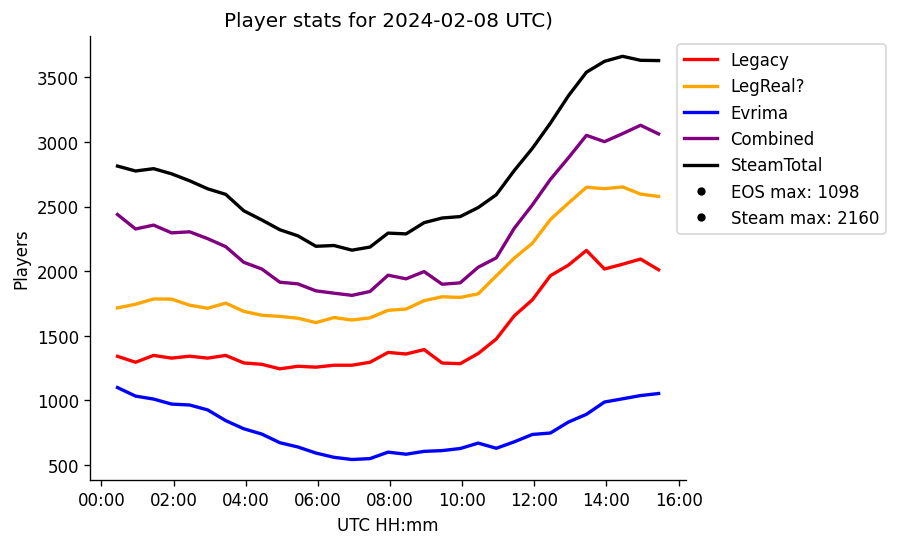 Player stats for 2024-02-08 UTC)
Players
3500
3000
2500
2000
1500
1000
500
00:00 02:00 04:00 06:00 08:00 10:00 12:00 14:00 16:00
UTC HH:mm
Legacy
LegReal?
Evrima
Combined
SteamTotal
EOS max: 1098
Steam max: 2160